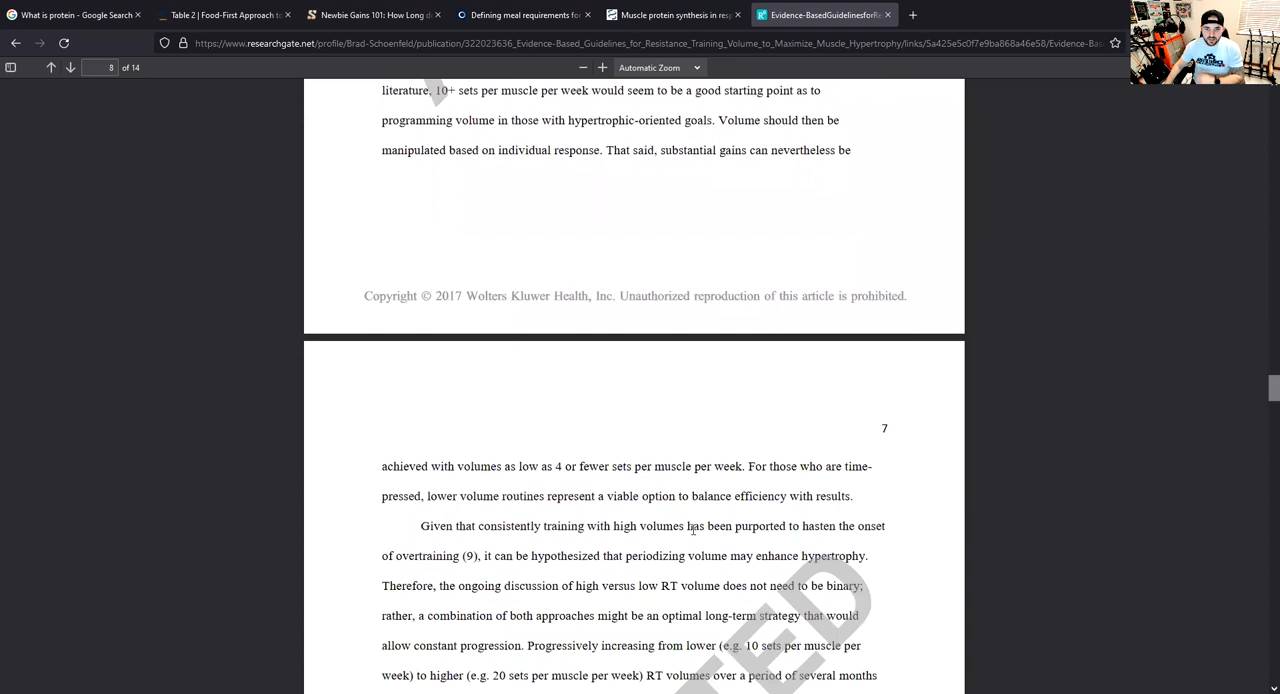 What is protein - Google Search
Table 2 | Food-First Approach to
Newbie Gains 101: How Long d
Defining meal requirements for
Muscle protein synthesis in resp
Evidence-BasedGuidelinesforRe
https://www.researchgate.net/profile/Brad-Schoenfeld/public
2363
Evidence-Based_Guidelines_for_Resistance_Training_Volume_to_Maximize_Muscle_Hypertrophy/links/5a425e5c0f7e9ba868a46e58/Evidence-Bas
8 of 14
Automatic Zoom
literature, 10+ sets per muscle per week would seem to be a good starting point as to
programming volume in those with hypertrophic-oriented goals. Volume should then be
manipulated based on individual response. That said, substantial gains can nevertheless be
Copyright © 2017 Wolters Kluwer Health, Inc. Unauthorized reproduction of this article is prohibited.
7
achieved with volumes as low as 4 or fewer sets per muscle per week. For those who are time-
pressed, lower volume routines represent a viable option to balance efficiency with results.
Given that consistently training with high volumes has been purported to hasten the onset
of overtraining (9), it can be hypothesized that periodizing volume may enhance hypertrophy.
Therefore, the ongoing discussion of high versus low RT volume does not need to be binary;
rather, a combination of both approaches might be an optimal long-term strategy that would
allow constant progression. Progressively increasing from lower (e.g. 10 sets per muscle per
week) to higher (e.g. 20 sets per muscle per week) RT volumes over a period of several months
TED